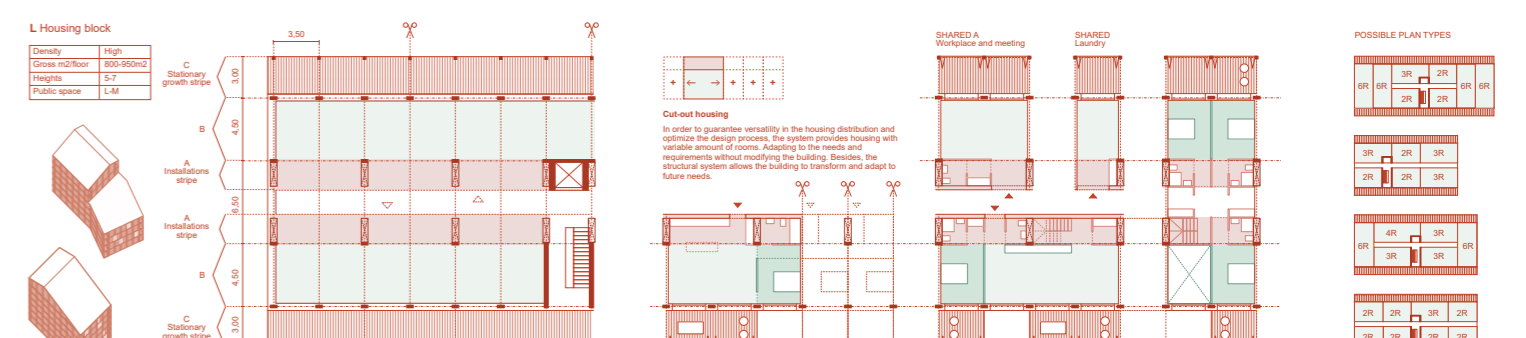 L Housing block
Density High
Gross m2/floor 800-950m2
Heights 5-7
Public space L-M
3,50
C
Stationary
growth stripe
3,00
B
4,50
A
Installations
stripe
6,50
A
Installations
stripe
B
4,50
C
Stationary
growth stripe
3,00
+ ← → + + +
Cut-out housing
In order to guarantee versatility in the housing distribution and
optimize the design process, the system provides housing with
variable amount of rooms. Adapting to the needs and
requirements without modifying the building. Besides, the
structural system allows the building to transform and adapt to
future needs.
SHARED A
Workplace and meeting
SHARED
Laundry
POSSIBLE PLAN TYPES
3R 2R
6R 6R 6R 6R
2R 2R
3R 2R 3R
2R 2R 3R
4R 3R
6R 6R
3R 3R
2R 2R 3R 2R
2R 2R 3R 2R